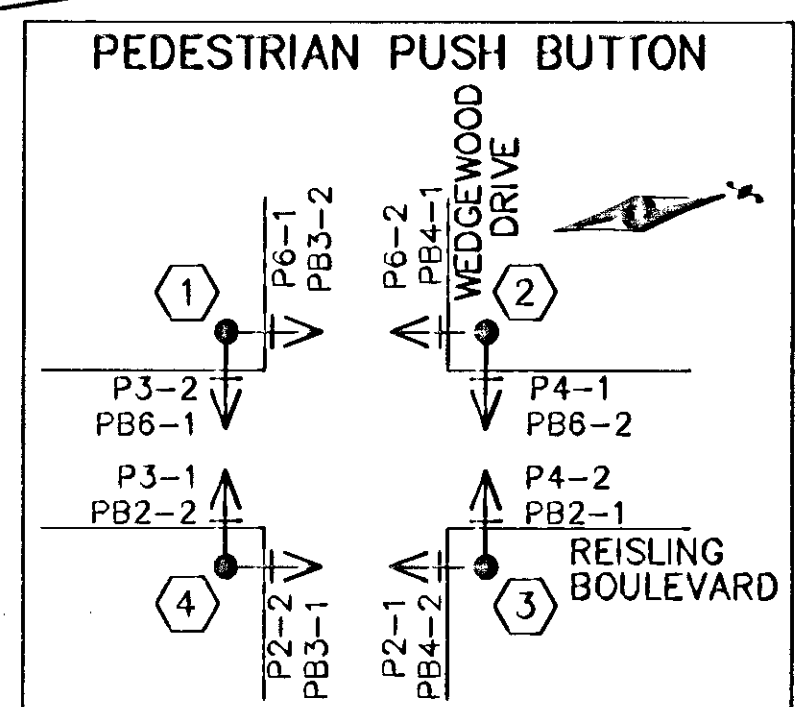 PEDESTRIAN PUSH BUTTON
P6-1
PB3-2
P6-2
PB4-1
WEDGEWOOD
DRIVE
1
2
P3-2
PB6-1
P4-1
PB6-2
P3-1
PB2-2
P4-2
PB2-1
REISLING
BOULEVARD
4
3
P2-2
PB3-1
P2-1
PB4-2